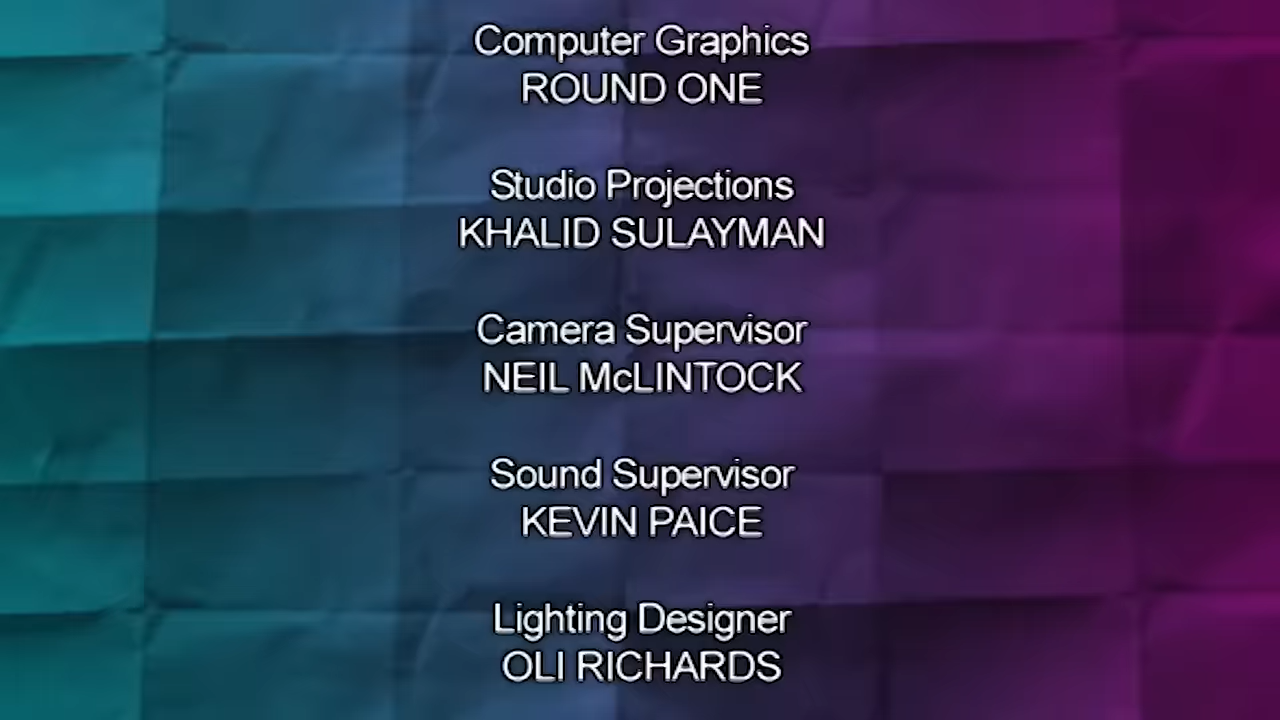 Computer Graphics
ROUND ONE
Studio Projections
KHALID SULAYMAN
Camera Supervisor
NEIL McLINTOCK
Sound Supervisor
KEVIN PAICE
Lighting Designer
OLI RICHARDS